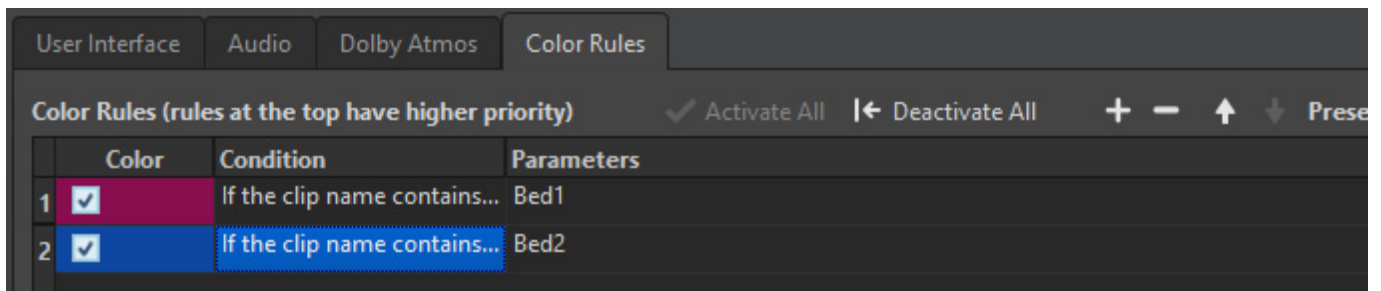 User Interface Audio Dolby Atmos Color Rules
Color Rules (rules at the top have higher priority) Activate All Deactivate All Prese
Color Condition Parameters
1 If the clip name contains... Bed1
2 If the clip name contains... Bed2